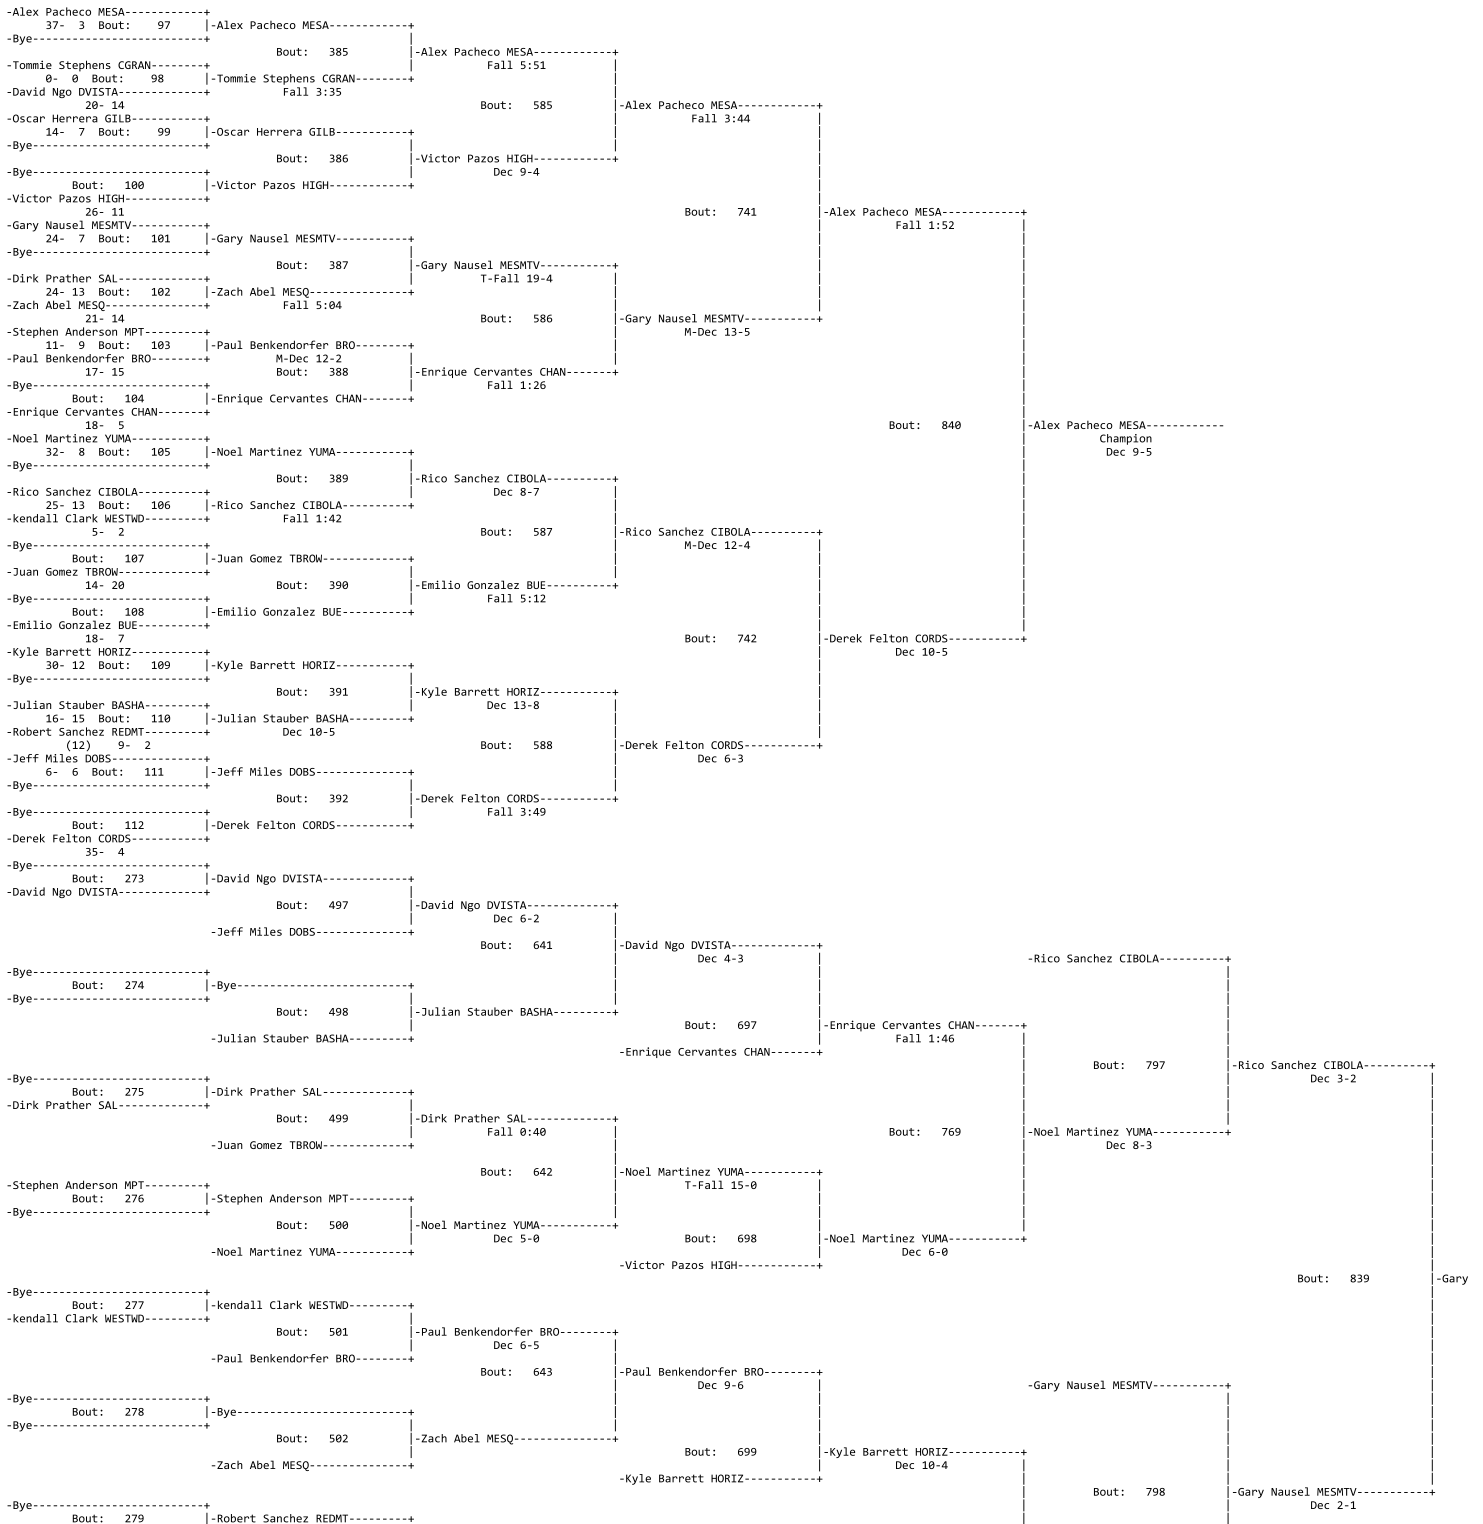 -Alex Pacheco MESA------------+
37-  3  Bout:    97     |-Alex Pacheco MESA------------+
-Bye--------------------------+     |
Bout:   385     |-Alex Pacheco MESA------------+
-Tommie Stephens CGRAN--------+     |     Fall 5:51     |
0-  0  Bout:    98     |-Tommie Stephens CGRAN--------+     |
-David Ngo DVISTA-------------+     Fall 3:35     |
20- 14     Bout:   585     |-Alex Pacheco MESA------------+
-Oscar Herrera GILB-----------+     |     Fall 3:44     |
14-  7  Bout:    99     |-Oscar Herrera GILB-----------+     |     |
-Bye--------------------------+     |     |     |
Bout:   386     |-Victor Pazos HIGH------------+     |
-Bye--------------------------+     |     Dec 9-4     |
Bout:   100     |-Victor Pazos HIGH------------+     |
-Victor Pazos HIGH------------+     |
26- 11     Bout:   741     |-Alex Pacheco MESA------------+
-Gary Nausel MESMTV-----------+     |     Fall 1:52     |
24-  7  Bout:   101     |-Gary Nausel MESMTV-----------+     |     |
-Bye--------------------------+     |     |     |
Bout:   387     |-Gary Nausel MESMTV-----------+     |     |
-Dirk Prather SAL-------------+     |     T-Fall 19-4     |     |     |
24- 13  Bout:   102     |-Zach Abel MESQ---------------+     |     |     |
-Zach Abel MESQ---------------+     Fall 5:04     |     |     |
21- 14     Bout:   586     |-Gary Nausel MESMTV-----------+     |
-Stephen Anderson MPT---------+     |     M-Dec 13-5     |
11-  9  Bout:   103     |-Paul Benkendorfer BRO--------+     |     |
-Paul Benkendorfer BRO--------+     M-Dec 12-2     |     |     |
17- 15     Bout:   388     |-Enrique Cervantes CHAN-------+     |
-Bye--------------------------+     |     Fall 1:26     |
Bout:   104     |-Enrique Cervantes CHAN-------+     |
-Enrique Cervantes CHAN-------+     |
18-  5     Bout:   840     |-Alex Pacheco MESA------------
-Noel Martinez YUMA-----------+     |     Champion
32-  8  Bout:   105     |-Noel Martinez YUMA-----------+     |     Dec 9-5
-Bye--------------------------+     |     |
Bout:   389     |-Rico Sanchez CIBOLA----------+     |
-Rico Sanchez CIBOLA----------+     |     Dec 8-7     |     |
25- 13  Bout:   106     |-Rico Sanchez CIBOLA----------+     |     |
-kendall Clark WESTWD---------+     Fall 1:42     |     |
5-  2     Bout:   587     |-Rico Sanchez CIBOLA----------+     |
-Bye--------------------------+     |     M-Dec 12-4     |     |
Bout:   107     |-Juan Gomez TBROW-------------+     |     |     |
-Juan Gomez TBROW-------------+     |     |     |     |
14- 20     Bout:   390     |-Emilio Gonzalez BUE----------+     |     |
-Bye--------------------------+     |     Fall 5:12     |     |
Bout:   108     |-Emilio Gonzalez BUE----------+     |     |
-Emilio Gonzalez BUE----------+     |     |
18-  7     Bout:   742     |-Derek Felton CORDS-----------+
-Kyle Barrett HORIZ-----------+     |     Dec 10-5
30- 12  Bout:   109     |-Kyle Barrett HORIZ-----------+     |
-Bye--------------------------+     |     |
Bout:   391     |-Kyle Barrett HORIZ-----------+     |
-Julian Stauber BASHA---------+     |     Dec 13-8     |     |
16- 15  Bout:   110     |-Julian Stauber BASHA---------+     |     |
-Robert Sanchez REDMT---------+     Dec 10-5     |     |
(12)    9-  2     Bout:   588     |-Derek Felton CORDS-----------+
-Jeff Miles DOBS--------------+     |     Dec 6-3
6-  6  Bout:   111     |-Jeff Miles DOBS--------------+     |
-Bye--------------------------+     |     |
Bout:   392     |-Derek Felton CORDS-----------+
-Bye--------------------------+     |     Fall 3:49
Bout:   112     |-Derek Felton CORDS-----------+
-Derek Felton CORDS-----------+
35-  4
-Bye--------------------------+
Bout:   273     |-David Ngo DVISTA-------------+
-David Ngo DVISTA-------------+     |
Bout:   497     |-David Ngo DVISTA-------------+
|     Dec 6-2     |
-Jeff Miles DOBS--------------+     |
Bout:   641     |-David Ngo DVISTA-------------+
|     Dec 4-3     |     -Rico Sanchez CIBOLA----------+
-Bye--------------------------+     |     |     |
Bout:   274     |-Bye--------------------------+     |     |     |
-Bye--------------------------+     |     |     |     |
Bout:   498     |-Julian Stauber BASHA---------+     |     |
|     Bout:   697     |-Enrique Cervantes CHAN-------+     |
-Julian Stauber BASHA---------+     |     Fall 1:46     |     |
-Enrique Cervantes CHAN-------+     |     |
Bout:   797     |-Rico Sanchez CIBOLA----------+
-Bye--------------------------+     |     |     Dec 3-2     |
Bout:   275     |-Dirk Prather SAL-------------+     |     |     |
-Dirk Prather SAL-------------+     |     |     |     |
Bout:   499     |-Dirk Prather SAL-------------+     |     |     |
|     Fall 0:40     |     Bout:   769     |-Noel Martinez YUMA-----------+     |
-Juan Gomez TBROW-------------+     |     |     Dec 8-3     |
Bout:   642     |-Noel Martinez YUMA-----------+     |     |
-Stephen Anderson MPT---------+     |     T-Fall 15-0     |     |     |
Bout:   276     |-Stephen Anderson MPT---------+     |     |     |     |
-Bye--------------------------+     |     |     |     |     |
Bout:   500     |-Noel Martinez YUMA-----------+     |     |     |
|     Dec 5-0     Bout:   698     |-Noel Martinez YUMA-----------+     |
-Noel Martinez YUMA-----------+     |     Dec 6-0     |
-Victor Pazos HIGH------------+     |
Bout:   839     |-Gary
-Bye--------------------------+     |
Bout:   277     |-kendall Clark WESTWD---------+     |
-kendall Clark WESTWD---------+     |     |
Bout:   501     |-Paul Benkendorfer BRO--------+     |
|     Dec 6-5     |     |
-Paul Benkendorfer BRO--------+     |     |
Bout:   643     |-Paul Benkendorfer BRO--------+     |
|     Dec 9-6     |     -Gary Nausel MESMTV-----------+     |
-Bye--------------------------+     |     |     |     |
Bout:   278     |-Bye--------------------------+     |     |     |     |
-Bye--------------------------+     |     |     |     |     |
Bout:   502     |-Zach Abel MESQ---------------+     |     |     |
|     Bout:   699     |-Kyle Barrett HORIZ-----------+     |     |
-Zach Abel MESQ---------------+     |     Dec 10-4     |     |     |
-Kyle Barrett HORIZ-----------+     |     |     |
Bout:   798     |-Gary Nausel MESMTV-----------+
-Bye--------------------------+     |     |     Dec 2-1
Bout:   279     |-Robert Sanchez REDMT---------+     |     |